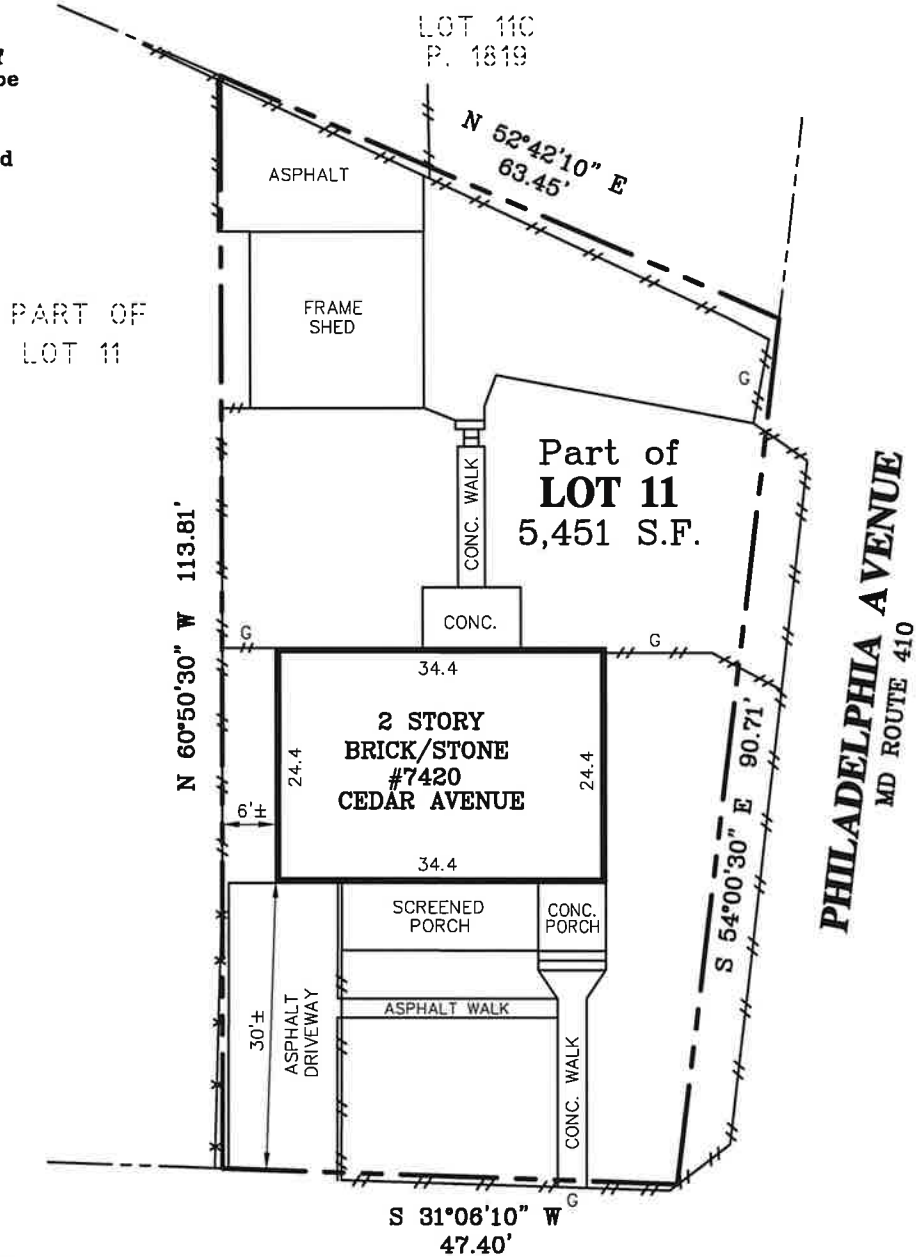 LOT 11C
P. 1819
f
be
d
N 52°42'10" E
63.45'
ASPHALT
FRAME
SHED
PART OF
LOT 11
G
Part of
LOT 11
5,451 S.F.
CONC. WALK
CONC.
N 60°50'30" W 113.81'
G
G
34.4
2 STORY
BRICK/STONE
#7420
CEDAR AVENUE
24.4
24.4
34.4
6'±
PHILADELPHIA AVENUE
MD ROUTE 410
S 54°00'30" E 90.71'
SCREENED
PORCH
CONC.
PORCH
30'±
ASPHALT
DRIVEWAY
ASPHALT WALK
CONC. WALK
G
S 31°06'10" W
47.40'